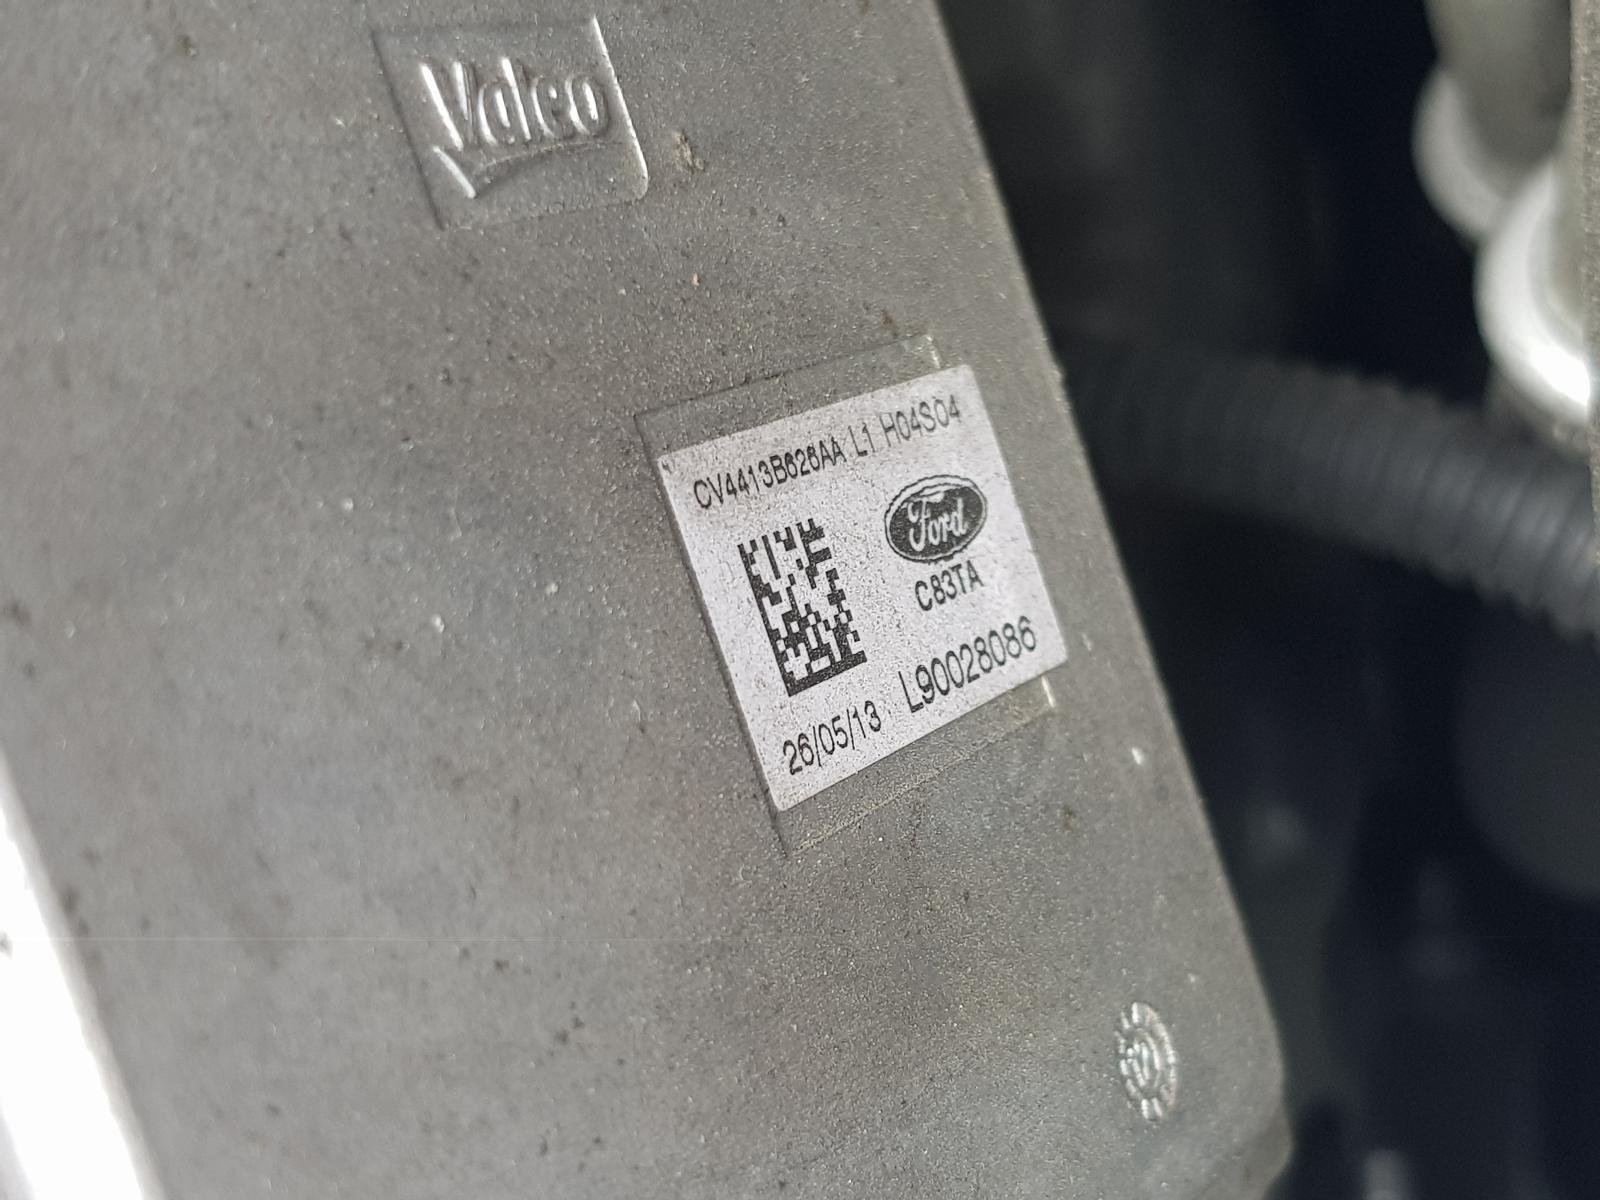 Valeo
CV4413B626AA L1 H04S04
Ford
C83TA
26/05/13 L90028086